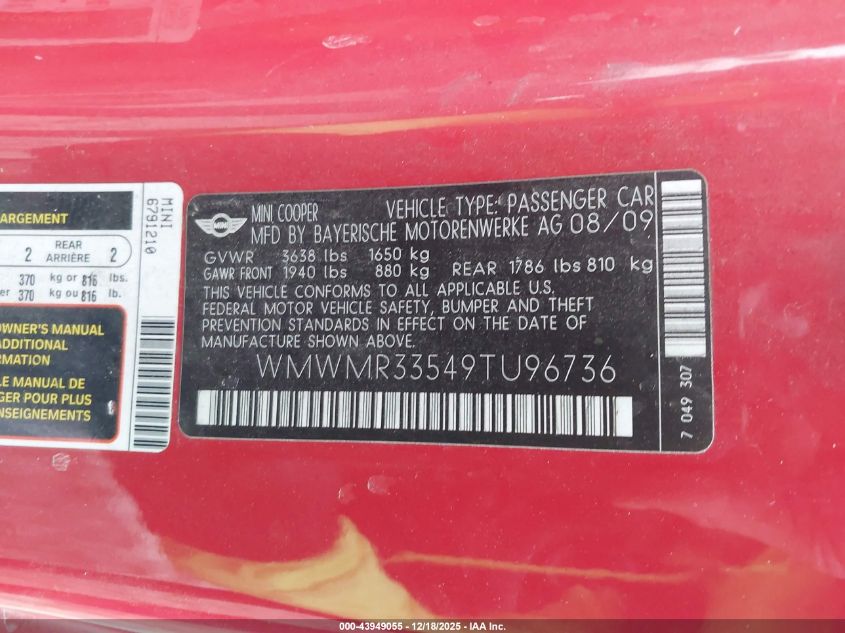 ARGEMENT
2 REAR ARRIÈRE 2
370 kg or 816 lbs.
er 370 kg ou 816 lb.
OWNER'S MANUAL
ADDITIONAL
FORMATION
LE MANUEL DE
GER POUR PLUS
ENSEIGNEMENTS
MINI
6791210
MINI
MINI COOPER VEHICLE TYPE: PASSENGER CAR
MFD BY BAYERISCHE MOTORENWERKE AG 08/09
GVWR 3638 lbs 1650 kg
GAWR FRONT 1940 lbs 880 kg REAR 1786 lbs 810 kg
THIS VEHICLE CONFORMS TO ALL APPLICABLE U.S.
FEDERAL MOTOR VEHICLE SAFETY, BUMPER AND THEFT
PREVENTION STANDARDS IN EFFECT ON THE DATE OF
MANUFACTURE SHOWN ABOVE.
WMWMR33549TU96736
7 049 307
000-43949055 - 12/18/2025 - IAA Inc.